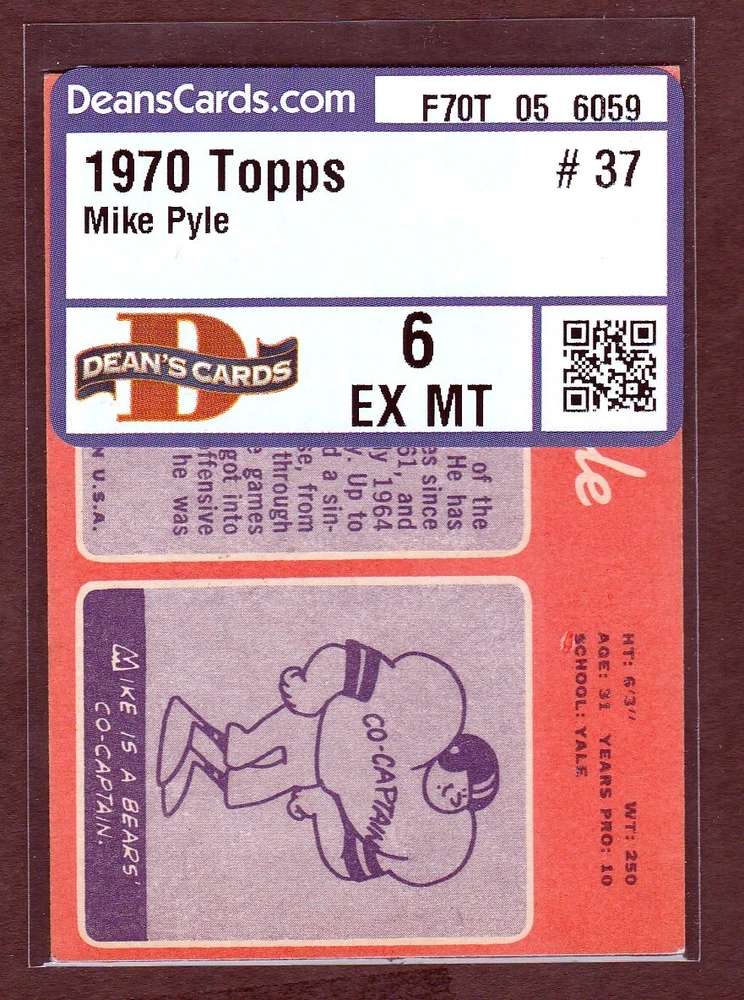 DeansCards.com
F70T 05 6059
1970 Topps
# 37
Mike Pyle
DEAN'S CARDS
D
6
EX MT
le
HT: 6'3" WT: 250
AGE: 31 YEARS PRO: 10
SCHOOL: YALE
of the
He has
es since
61, and
y 1964
y. Up to
d a sin-
se, from
through
e games
got into
ffensive
he was
N U.S.A.
CO-CAPTAIN
MIKE IS A BEARS'
CO-CAPTAIN.